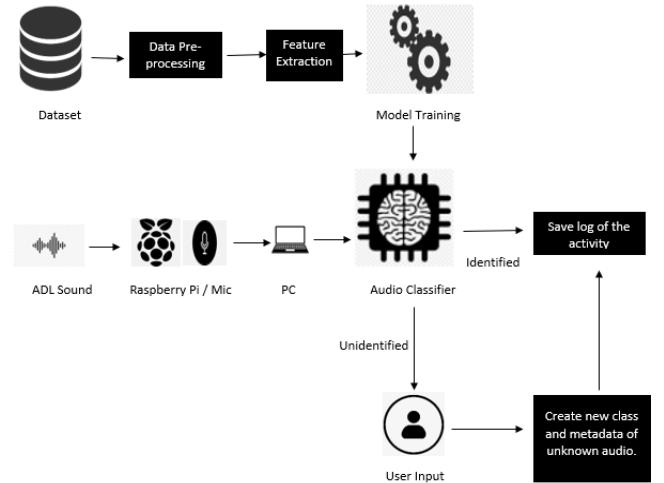 Data Pre-
processing
Feature
Extraction
Dataset
Model Training
ADL Sound
Raspberry Pi / Mic
PC
Audio Classifier
Identified
Save log of the
activity
Unidentified
User Input
Create new class
and metadata of
unknown audio.